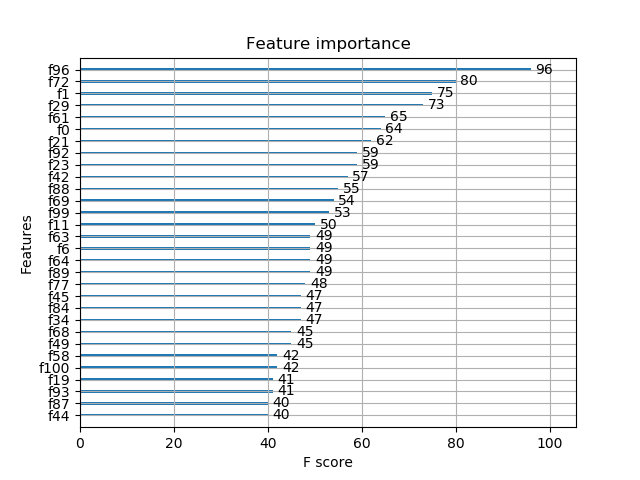 Feature importance
f96 96
f72 80
f1 75
f29 73
f61 65
f0 64
f21 62
f92 59
f23 59
f42 57
f88 55
f69 54
f99 53
f11 50
f63 49
f6 49
f64 49
f89 49
f77 48
f45 47
f84 47
f34 47
f68 45
f49 45
f58 42
f100 42
f19 41
f93 41
f87 40
f44 40
Features
0 20 40 60 80 100
F score